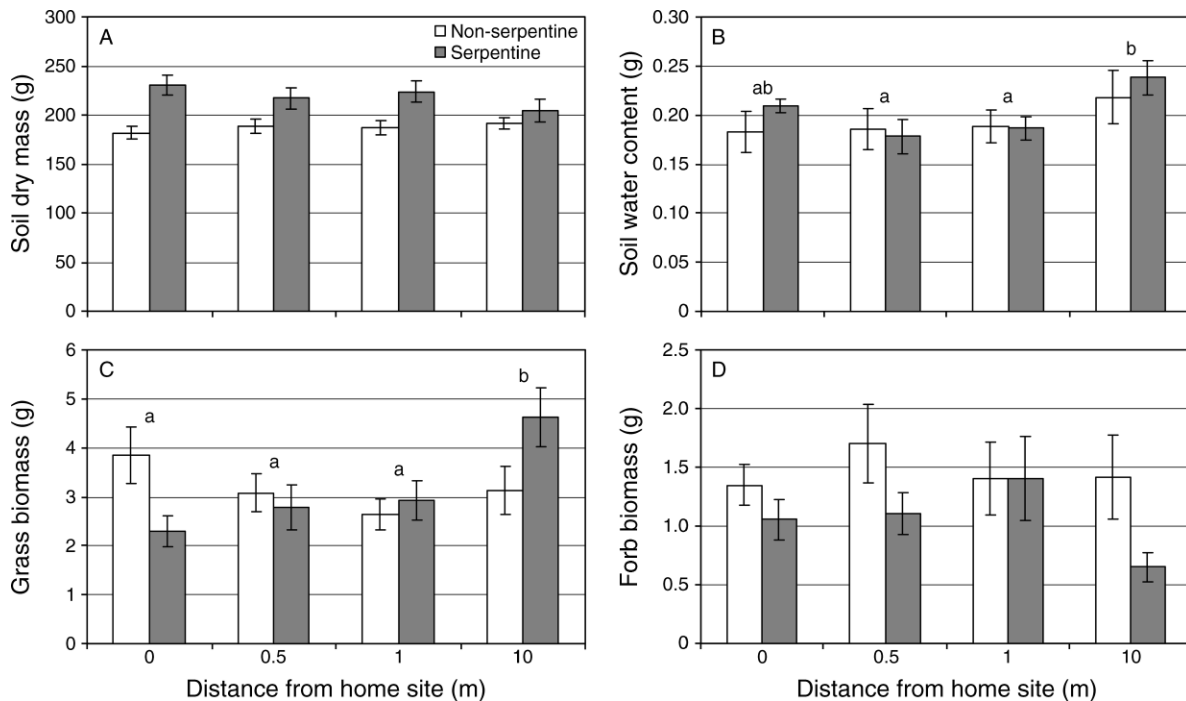 A
Non-serpentine
Serpentine
Soil dry mass (g)
300
250
200
150
100
50
0
B
Soil water content (g)
0.30
0.25
0.20
0.15
0.10
0.05
0
ab
a
a
b
C
Grass biomass (g)
6
5
4
3
2
1
0
a
a
a
b
0
0.5
1
10
Distance from home site (m)
D
Forb biomass (g)
2.5
2.0
1.5
1.0
0.5
0
0
0.5
1
10
Distance from home site (m)